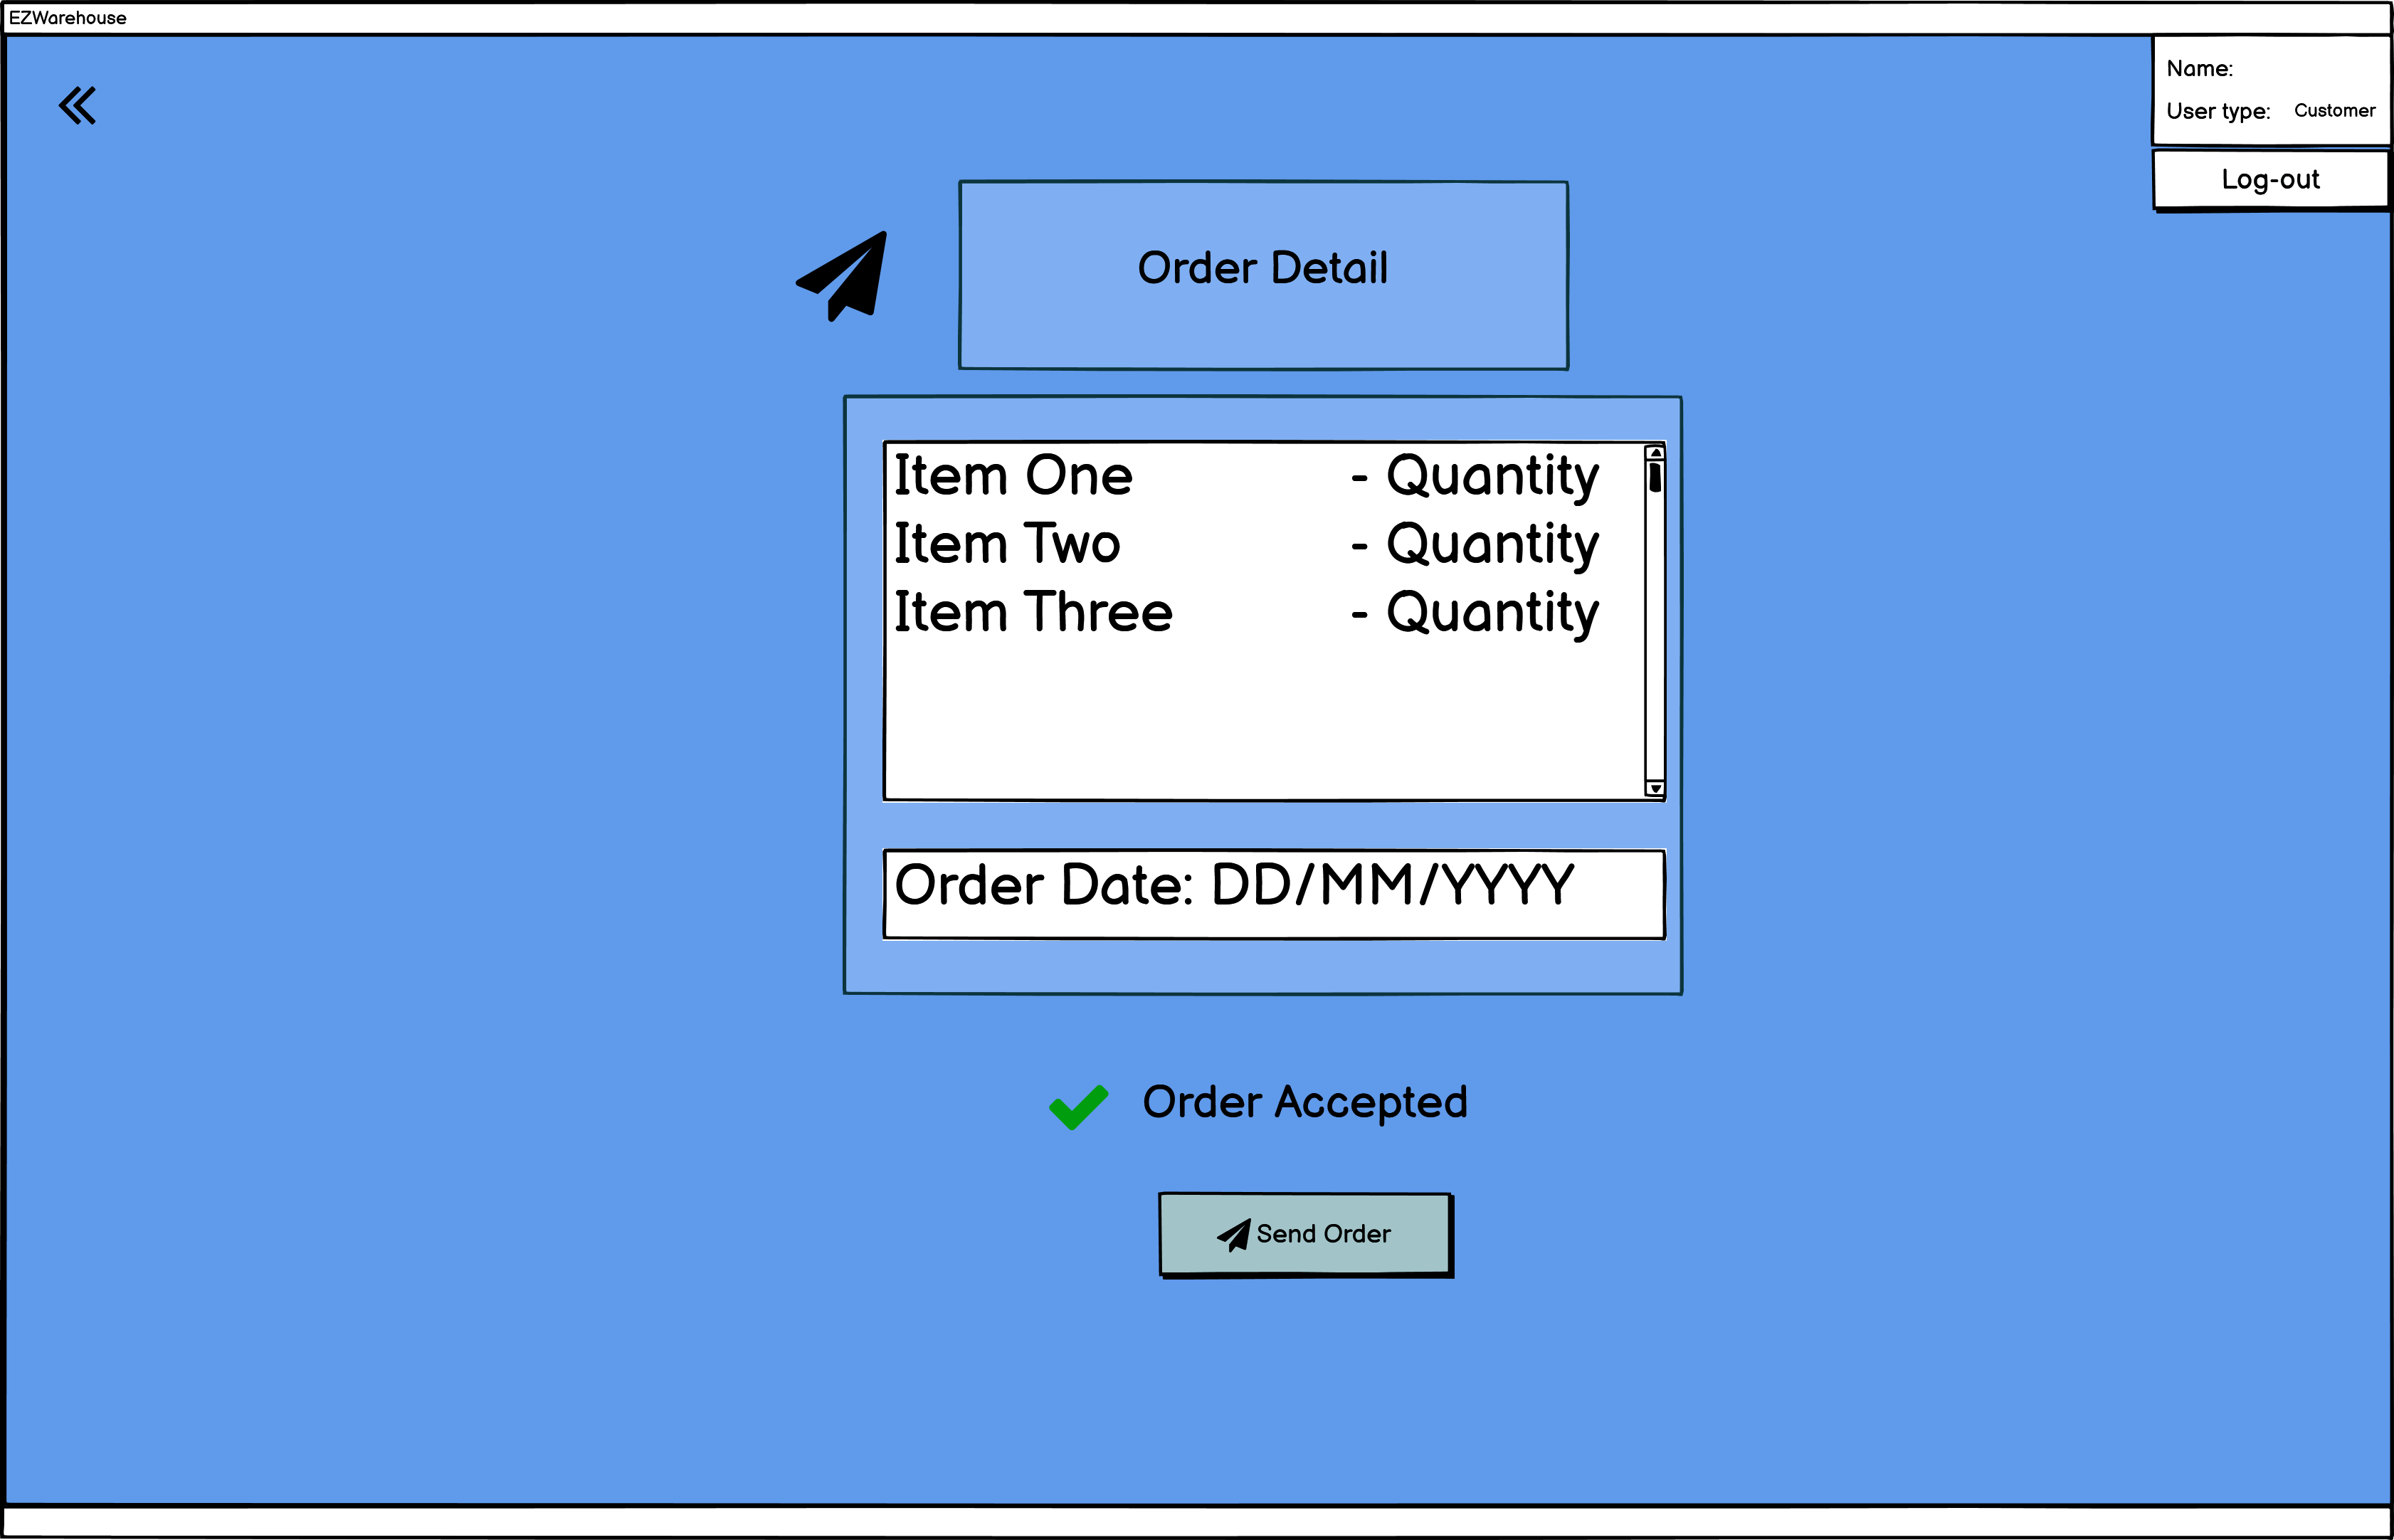 EZWarehouse
Name:
User type: Customer
Log-out
Order Detail
Item One - Quantity
Item Two - Quantity
Item Three - Quantity
Order Date: DD/MM/YYYY
Order Accepted
Send Order